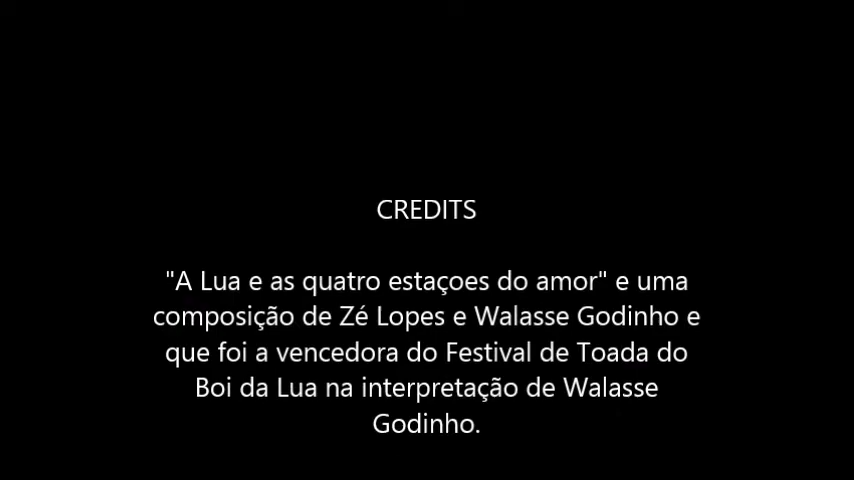 CREDITS
"A Lua e as quatro estaçoes do amor" e uma
composição de Zé Lopes e Walasse Godinho e
que foi a vencedora do Festival de Toada do
Boi da Lua na interpretação de Walasse
Godinho.